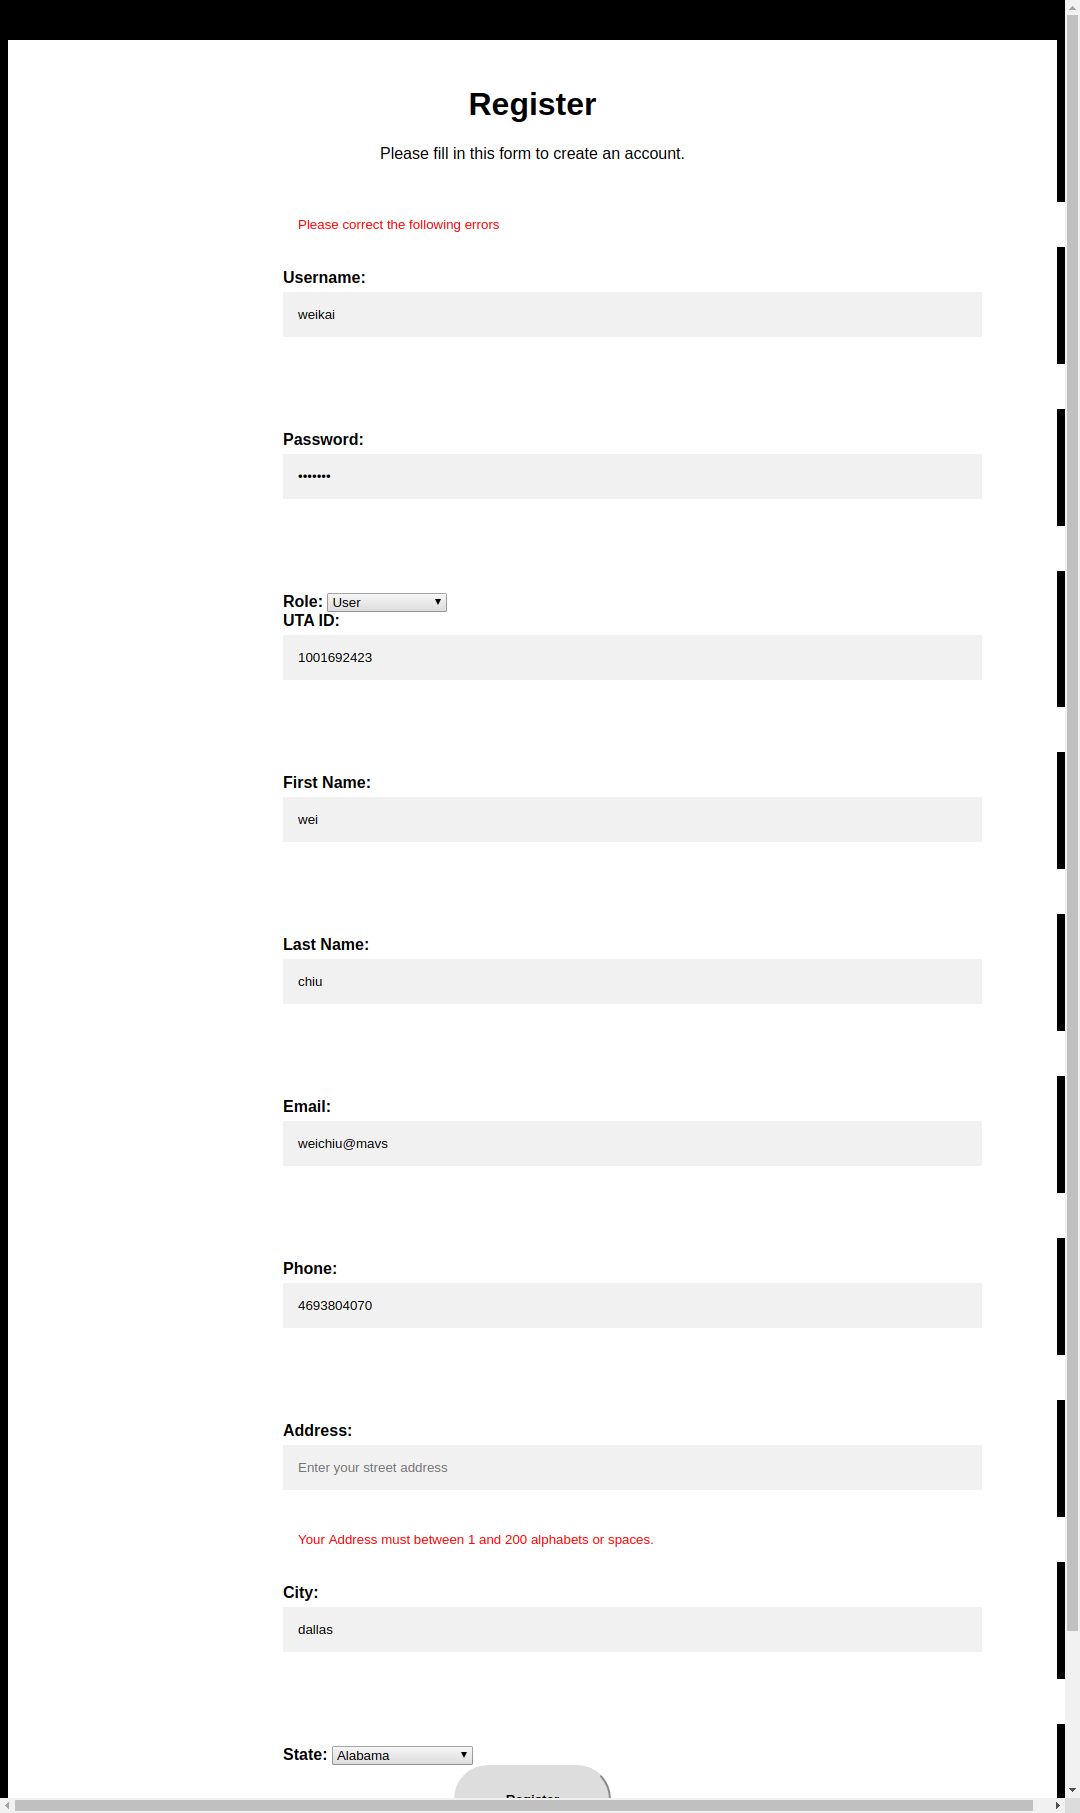 Register
Please fill in this form to create an account.
Please correct the following errors
Username:
weikai
Password:
•••••••
Role: User
UTA ID:
1001692423
First Name:
wei
Last Name:
chiu
Email:
weichiu@mavs
Phone:
4693804070
Address:
Enter your street address
Your Address must between 1 and 200 alphabets or spaces.
City:
dallas
State: Alabama
Register